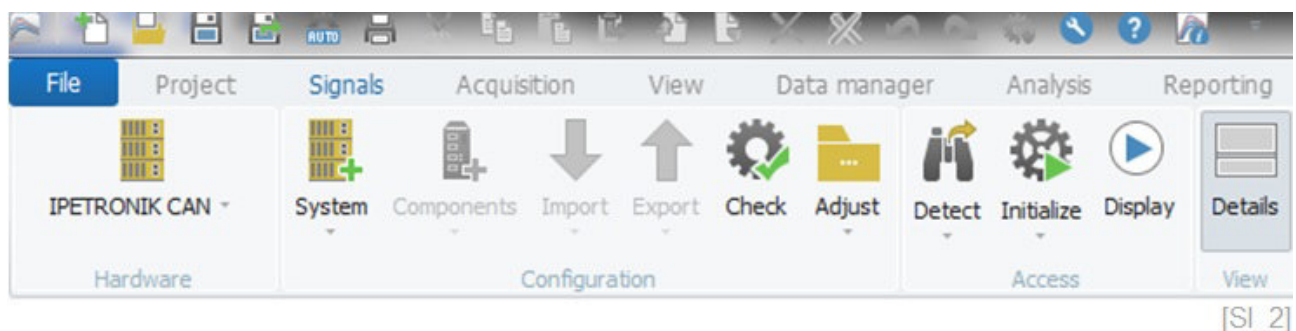 AUTO
File Project Signals Acquisition View Data manager Analysis Reporting
IPETRONIK CAN System Components Import Export Check Adjust Detect Initialize Display Details
Hardware Configuration Access View
[SI_2]